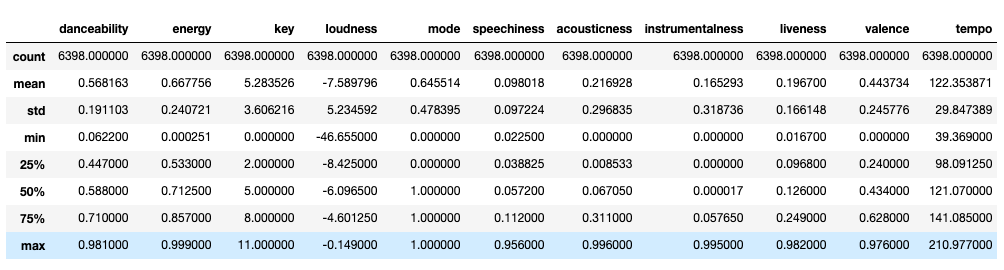 danceability energy key loudness mode speechiness acousticness instrumentalness liveness valence tempo
count 6398.000000 6398.000000 6398.000000 6398.000000 6398.000000 6398.000000 6398.000000 6398.000000 6398.000000 6398.000000 6398.000000
mean 0.568163 0.667756 5.283526 -7.589796 0.645514 0.098018 0.216928 0.165293 0.196700 0.443734 122.353871
std 0.191103 0.240721 3.606216 5.234592 0.478395 0.097224 0.296835 0.318736 0.166148 0.245776 29.847389
min 0.062200 0.000251 0.000000 -46.655000 0.000000 0.022500 0.000000 0.000000 0.016700 0.000000 39.369000
25% 0.447000 0.533000 2.000000 -8.425000 0.000000 0.038825 0.008533 0.000000 0.096800 0.240000 98.091250
50% 0.588000 0.712500 5.000000 -6.096500 1.000000 0.057200 0.067050 0.000017 0.126000 0.434000 121.070000
75% 0.710000 0.857000 8.000000 -4.601250 1.000000 0.112000 0.311000 0.057650 0.249000 0.628000 141.085000
max 0.981000 0.999000 11.000000 -0.149000 1.000000 0.956000 0.996000 0.995000 0.982000 0.976000 210.977000